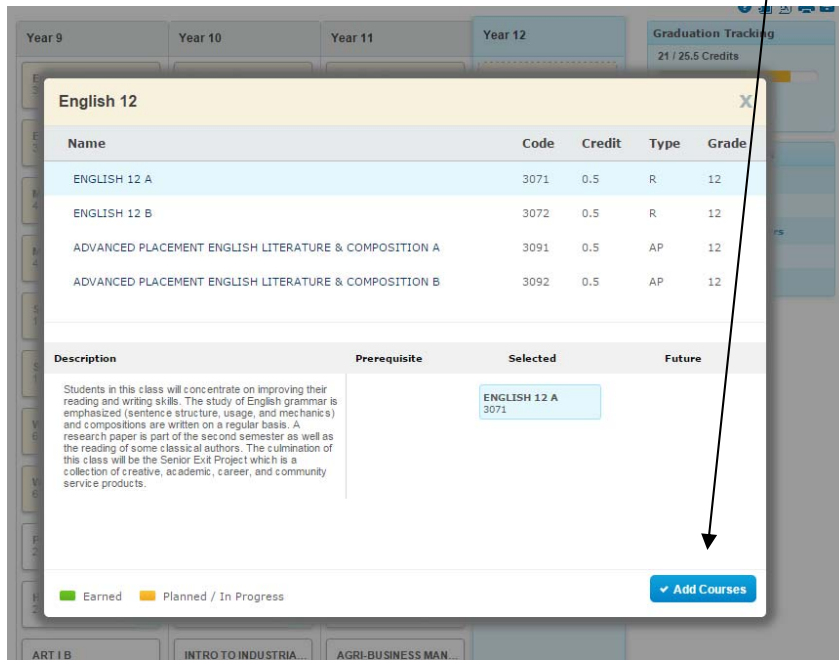 Year 9
Year 10
Year 11
Year 12
Graduation Tracking
21 / 25.5 Credits
English 12
X
Name Code Credit Type Grade
ENGLISH 12 A 3071 0.5 R 12
ENGLISH 12 B 3072 0.5 R 12
ADVANCED PLACEMENT ENGLISH LITERATURE & COMPOSITION A 3091 0.5 AP 12
ADVANCED PLACEMENT ENGLISH LITERATURE & COMPOSITION B 3092 0.5 AP 12
Description Prerequisite Selected Future
Students in this class will concentrate on improving their
reading and writing skills. The study of English grammar is
emphasized (sentence structure, usage, and mechanics)
and compositions are written on a regular basis. A
research paper is part of the second semester as well as
the reading of some classical authors. The culmination of
this class will be the Senior Exit Project which is a
collection of creative, academic, career, and community
service products.
ENGLISH 12 A
3071
Earned
Planned / In Progress
Add Courses
ART I B
INTRO TO INDUSTRIA...
AGRI-BUSINESS MAN...